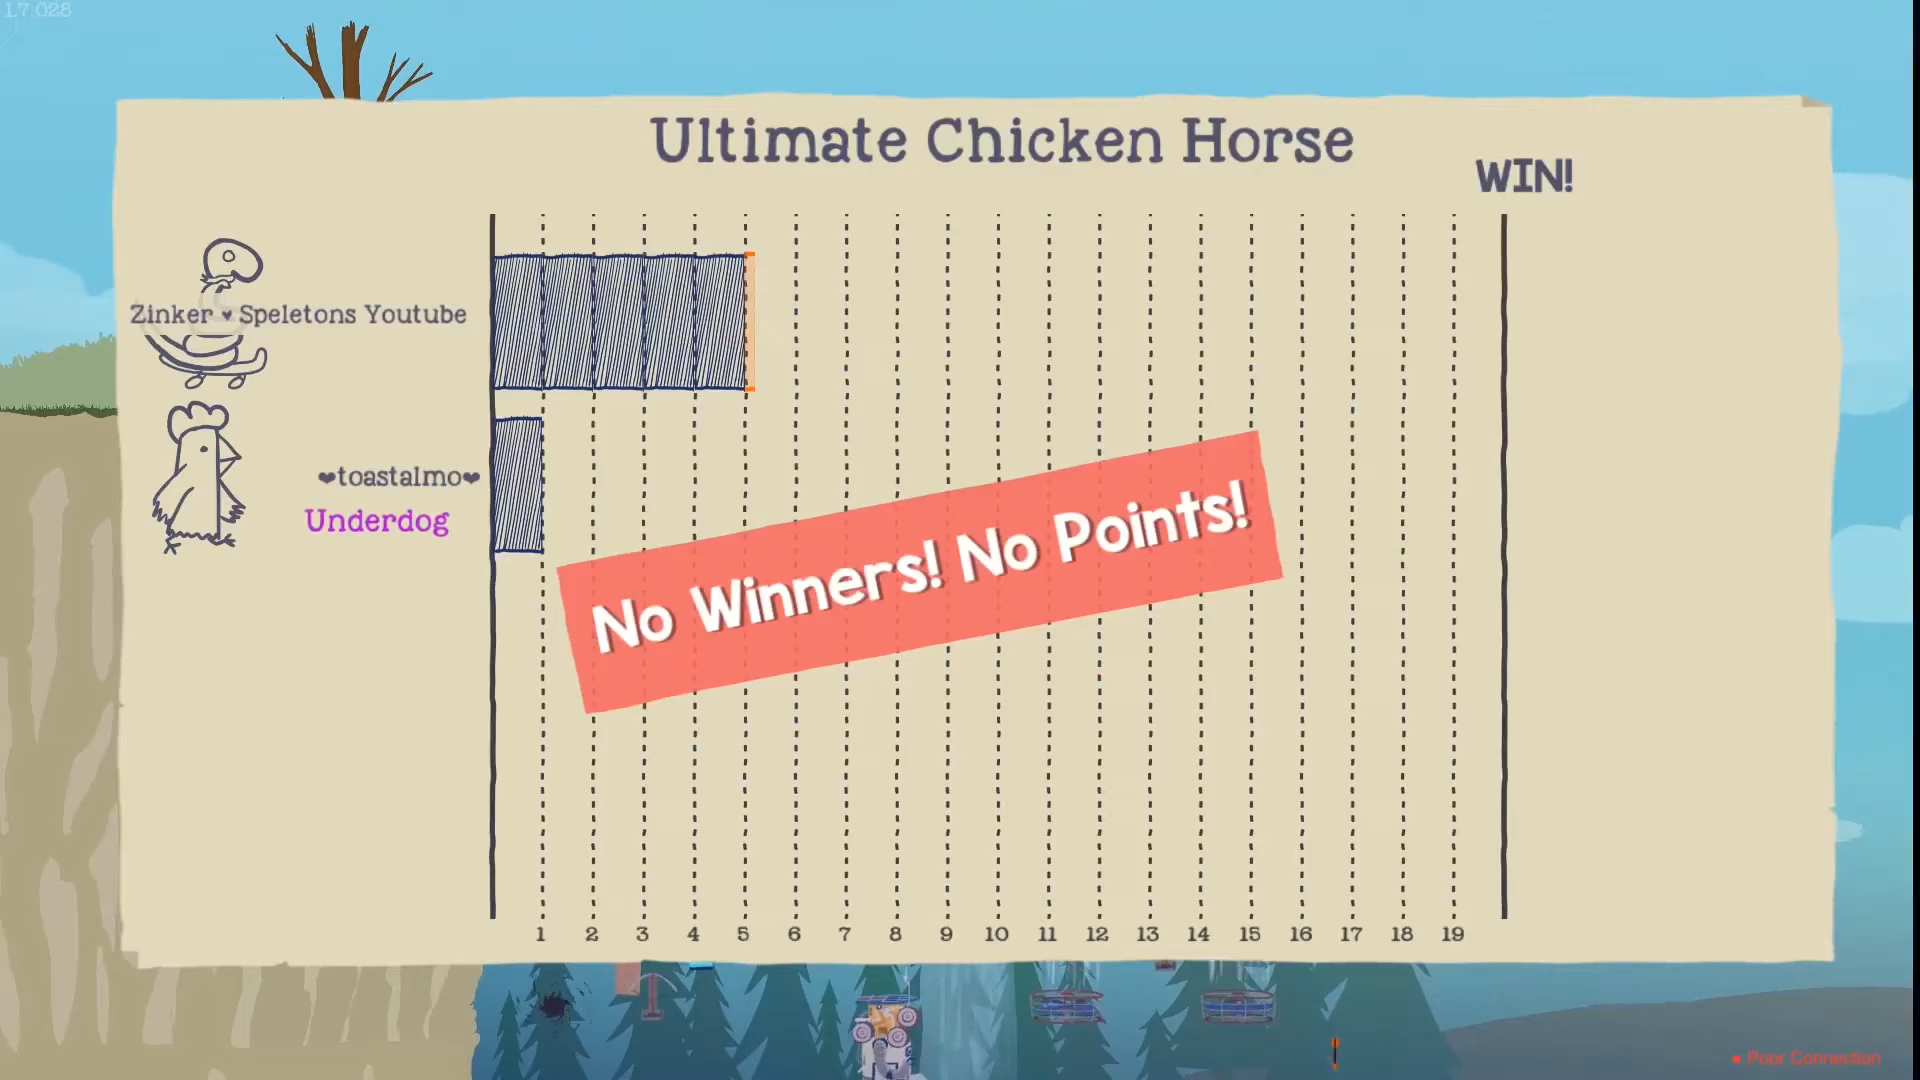 1.7.028
Ultimate Chicken Horse
WIN!
Zinker ♥ Speletons Youtube
❤toastalmo❤
Underdog
No Winners! No Points!
1 2 3 4 5 6 7 8 9 10 11 12 13 14 15 16 17 18 19
● Poor Connection